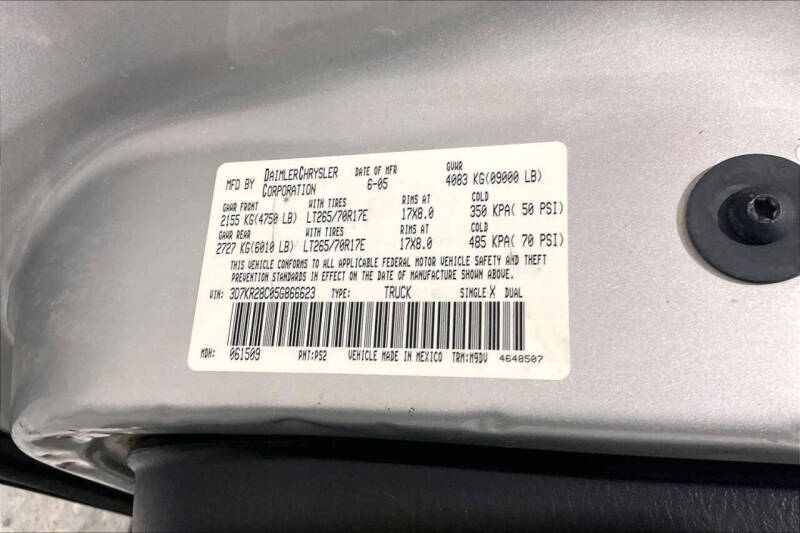 MFD BY DAIMLERCHRYSLER CORPORATION DATE OF MFR 6-05 GVWR 4083 KG(09000 LB)
GAWR FRONT WITH TIRES RIMS AT COLD
2155 KG(4750 LB) LT265/70R17E 17X8.0 350 KPA( 50 PSI)
GAWR REAR WITH TIRES RIMS AT COLD
2727 KG(6010 LB) LT265/70R17E 17X8.0 485 KPA( 70 PSI)
THIS VEHICLE CONFORMS TO ALL APPLICABLE FEDERAL MOTOR VEHICLE SAFETY AND THEFT
PREVENTION STANDARDS IN EFFECT ON THE DATE OF MANUFACTURE SHOWN ABOVE.
VIN: 3D7KR28C05G866623 TYPE: TRUCK SINGLE X DUAL
MDH: 061509 PNT:PS2 VEHICLE MADE IN MEXICO TRM:M9DV 4648507